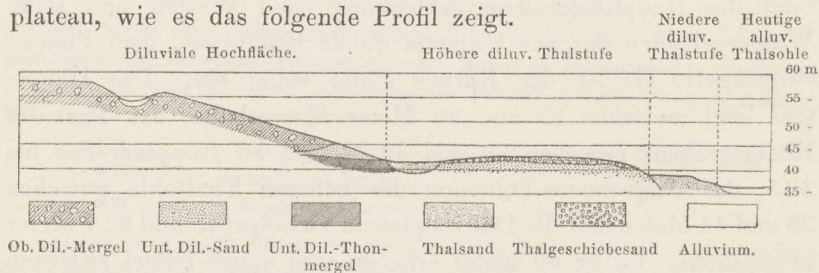 plateau, wie es das folgende Profil zeigt.
Niedere Heutige
diluv. alluv.
Diluviale Hochfläche. Höhere diluv. Thalstufe Thalstufe Thalsohle
60 m
55 -
50 -
45 -
40 -
35 -
Ob. Dil.-Mergel Unt. Dil.-Sand Unt. Dil.-Thon- Thalsand Thalgeschiebesand Alluvium.
mergel